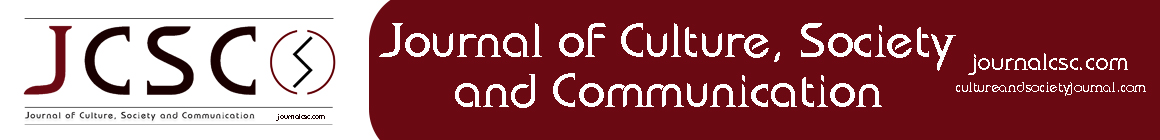 JCSC
Journal of Culture, Society and Communication
journalcsc.com
Journal of Culture, Society
and Communication
journalcsc.com
cultureandsocietyjournal.com